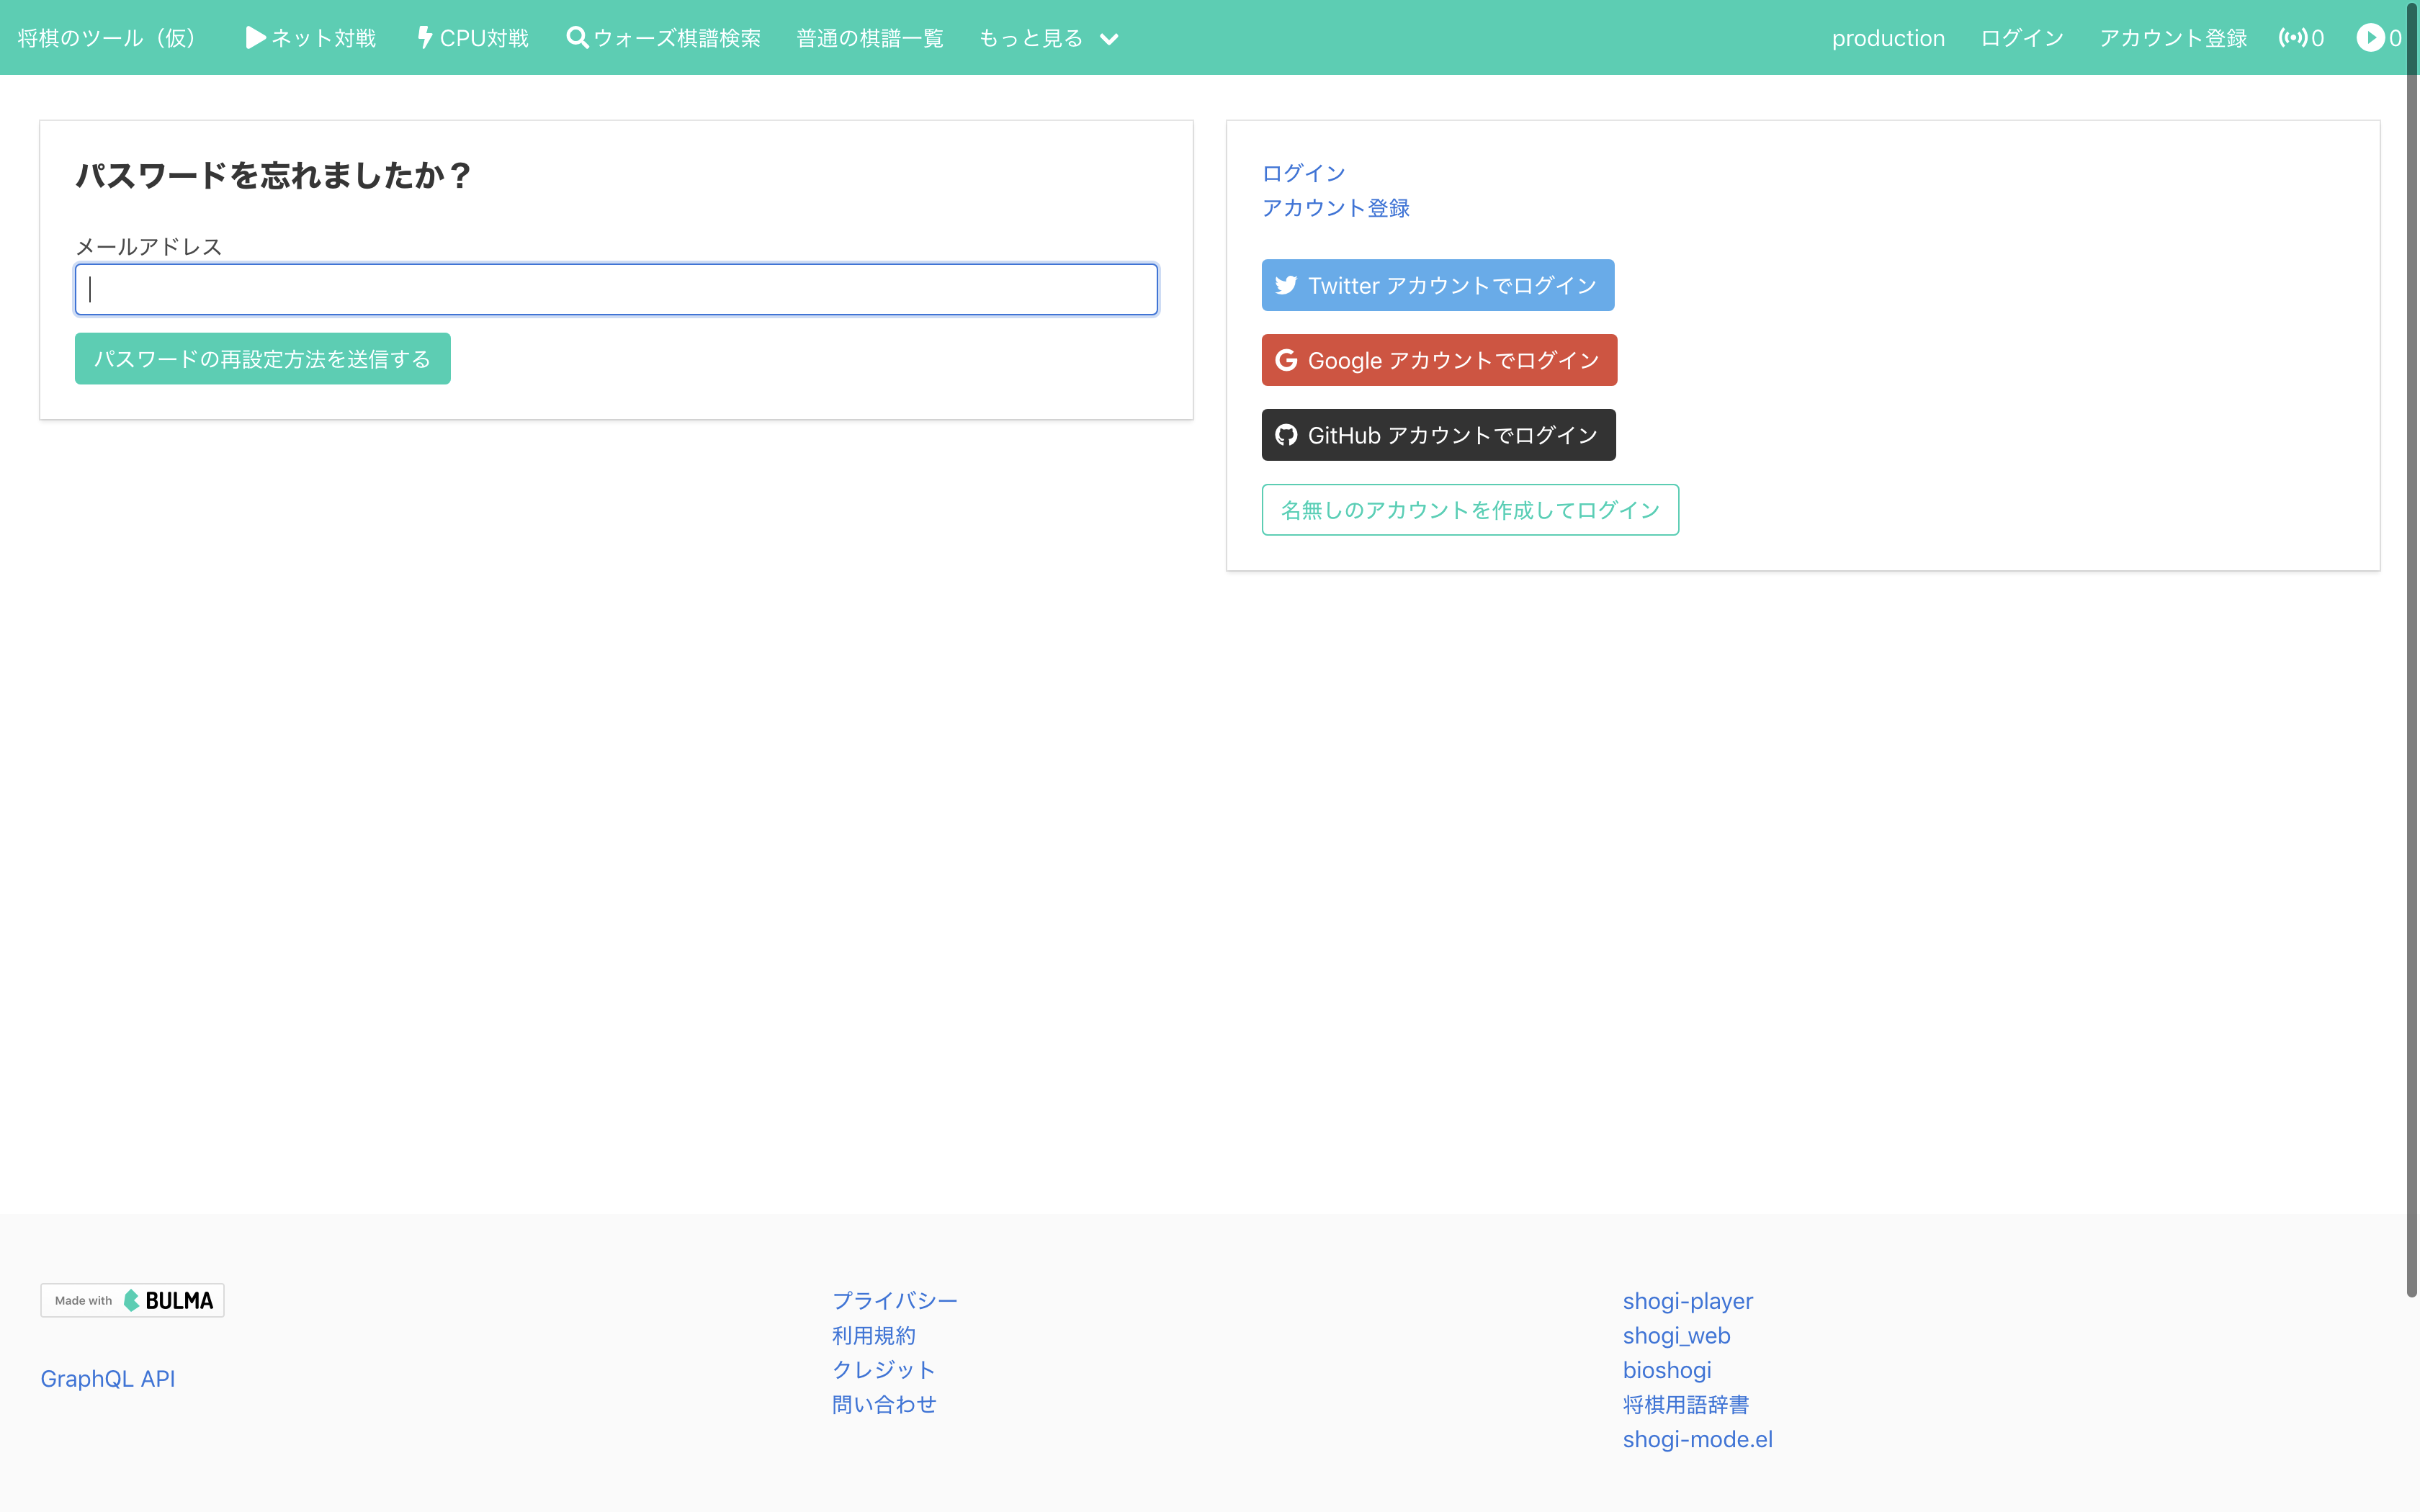 将棋のツール（仮） ネット対戦 CPU対戦 ウォーズ棋譜検索 普通の棋譜一覧 もっと見る production ログイン アカウント登録 0 0
パスワードを忘れましたか？
メールアドレス
パスワードの再設定方法を送信する
ログイン
アカウント登録
Twitter アカウントでログイン
Google アカウントでログイン
GitHub アカウントでログイン
名無しのアカウントを作成してログイン
Made with BULMA
GraphQL API
プライバシー
利用規約
クレジット
問い合わせ
shogi-player
shogi_web
bioshogi
将棋用語辞書
shogi-mode.el